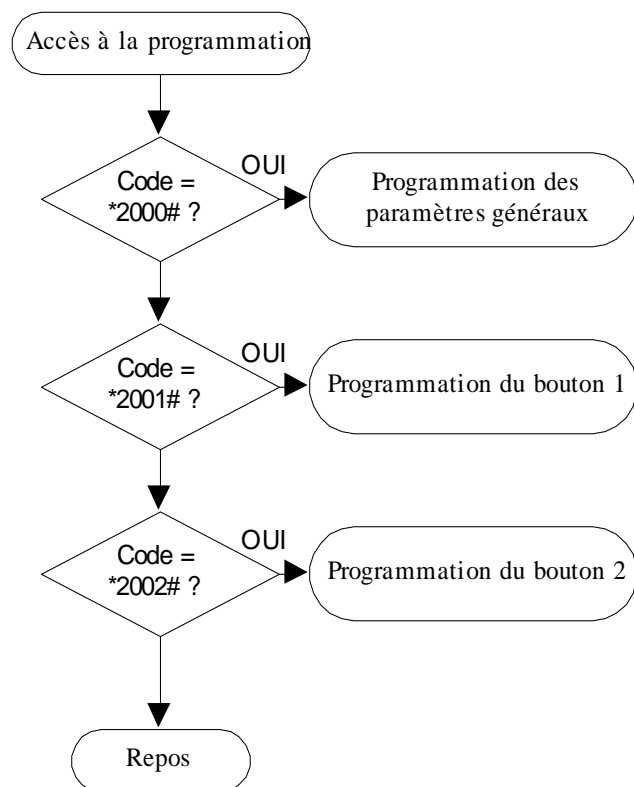 Accès à la programmation
Code =
*2000# ?
OUI
Programmation des
paramètres généraux
Code =
*2001# ?
OUI
Programmation du bouton 1
Code =
*2002# ?
OUI
Programmation du bouton 2
Repos